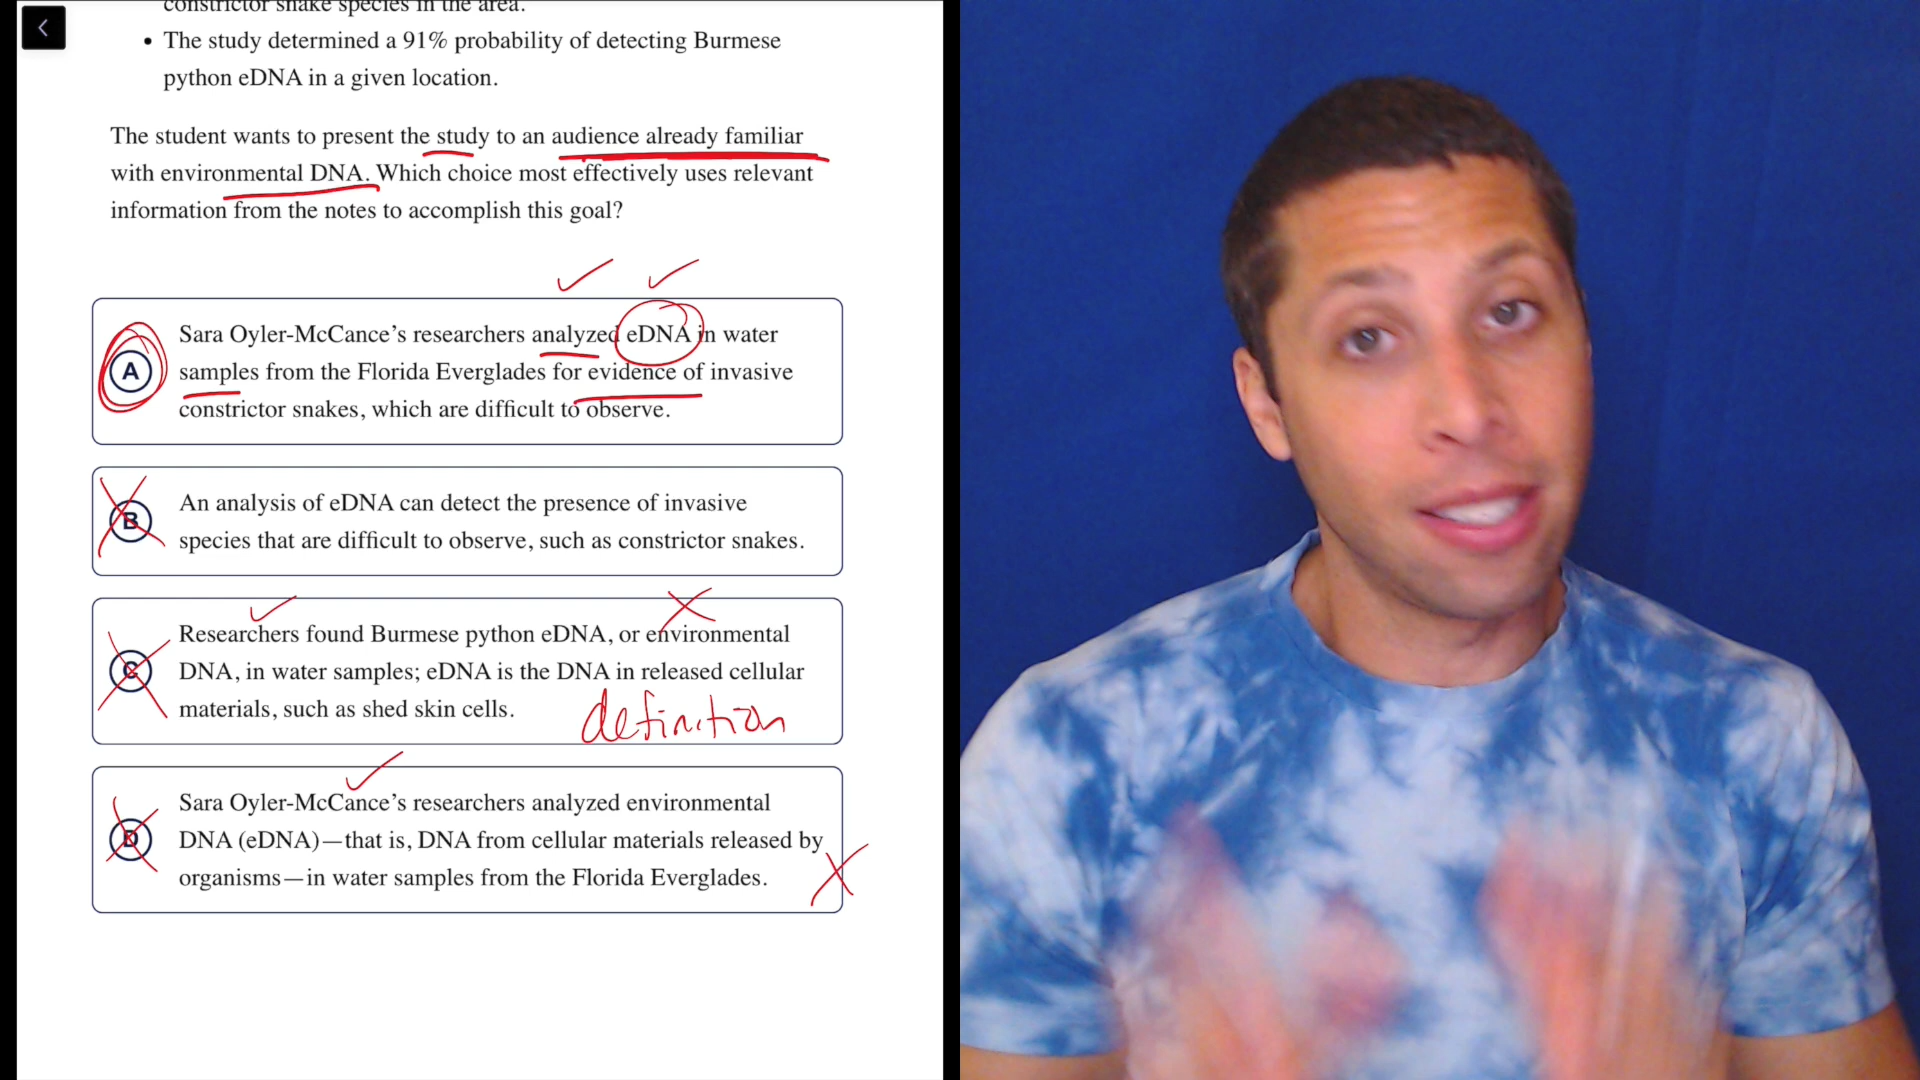 constrictor snake species in the area.
• The study determined a 91% probability of detecting Burmese
python eDNA in a given location.
The student wants to present the study to an audience already familiar
with environmental DNA. Which choice most effectively uses relevant
information from the notes to accomplish this goal?
A
Sara Oyler-McCance’s researchers analyzed eDNA in water
samples from the Florida Everglades for evidence of invasive
constrictor snakes, which are difficult to observe.
B
An analysis of eDNA can detect the presence of invasive
species that are difficult to observe, such as constrictor snakes.
C
Researchers found Burmese python eDNA, or environmental
DNA, in water samples; eDNA is the DNA in released cellular
materials, such as shed skin cells.
definition
D
Sara Oyler-McCance’s researchers analyzed environmental
DNA (eDNA)—that is, DNA from cellular materials released by
organisms—in water samples from the Florida Everglades.